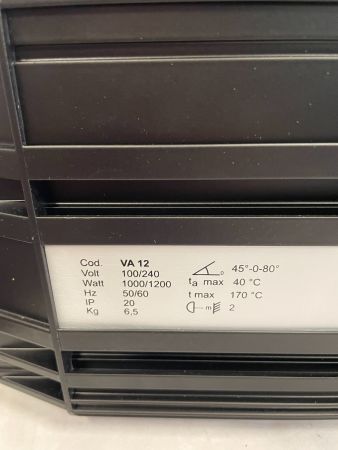 Cod. VA 12
Volt 100/240
Watt 1000/1200
Hz 50/60
IP 20
Kg 6,5
45°-0-80°
ta max 40 °C
t max 170 °C
m 2